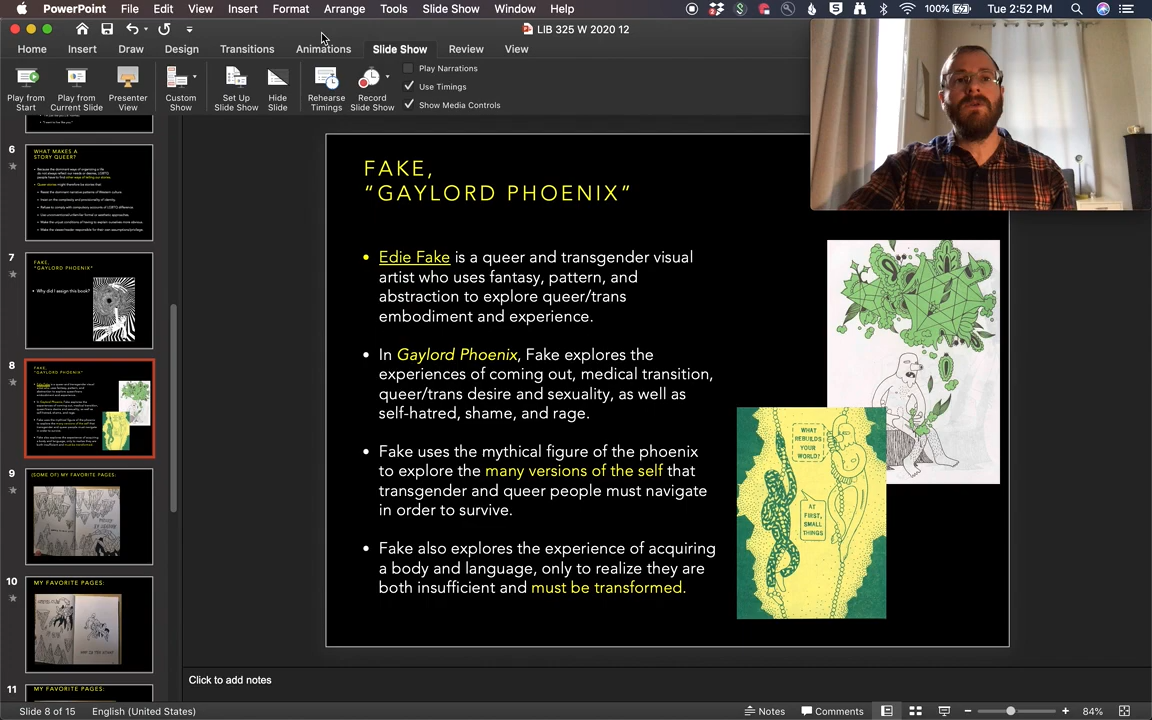 PowerPoint File Edit View Insert Format Arrange Tools Slide Show Window Help 100% Tue 2:52 PM
LIB 325 W 2020 12
Home Insert Draw Design Transitions Animations Slide Show Review View
Play from Start
Play from Current Slide
Presenter View
Custom Show
Set Up Slide Show
Hide Slide
Rehearse Timings
Record Slide Show
Play Narrations
Use Timings
Show Media Controls
6
WHAT MAKES A
STORY QUEER?
7
FAKE,
"GAYLORD PHOENIX"
• Why did I assign this book?
8
FAKE,
"GAYLORD PHOENIX"
9
(SOME OF) MY FAVORITE PAGES:
10
MY FAVORITE PAGES:
11
MY FAVORITE PAGES:
FAKE,
“GAYLORD PHOENIX”
• Edie Fake is a queer and transgender visual
artist who uses fantasy, pattern, and
abstraction to explore queer/trans
embodiment and experience.
• In Gaylord Phoenix, Fake explores the
experiences of coming out, medical transition,
queer/trans desire and sexuality, as well as
self-hatred, shame, and rage.
• Fake uses the mythical figure of the phoenix
to explore the many versions of the self that
transgender and queer people must navigate
in order to survive.
• Fake also explores the experience of acquiring
a body and language, only to realize they are
both insufficient and must be transformed.
WHAT
REBUILDS
YOUR
WORLD?
AT
FIRST,
SMALL
THINGS
Click to add notes
Slide 8 of 15 English (United States) Notes Comments 84%